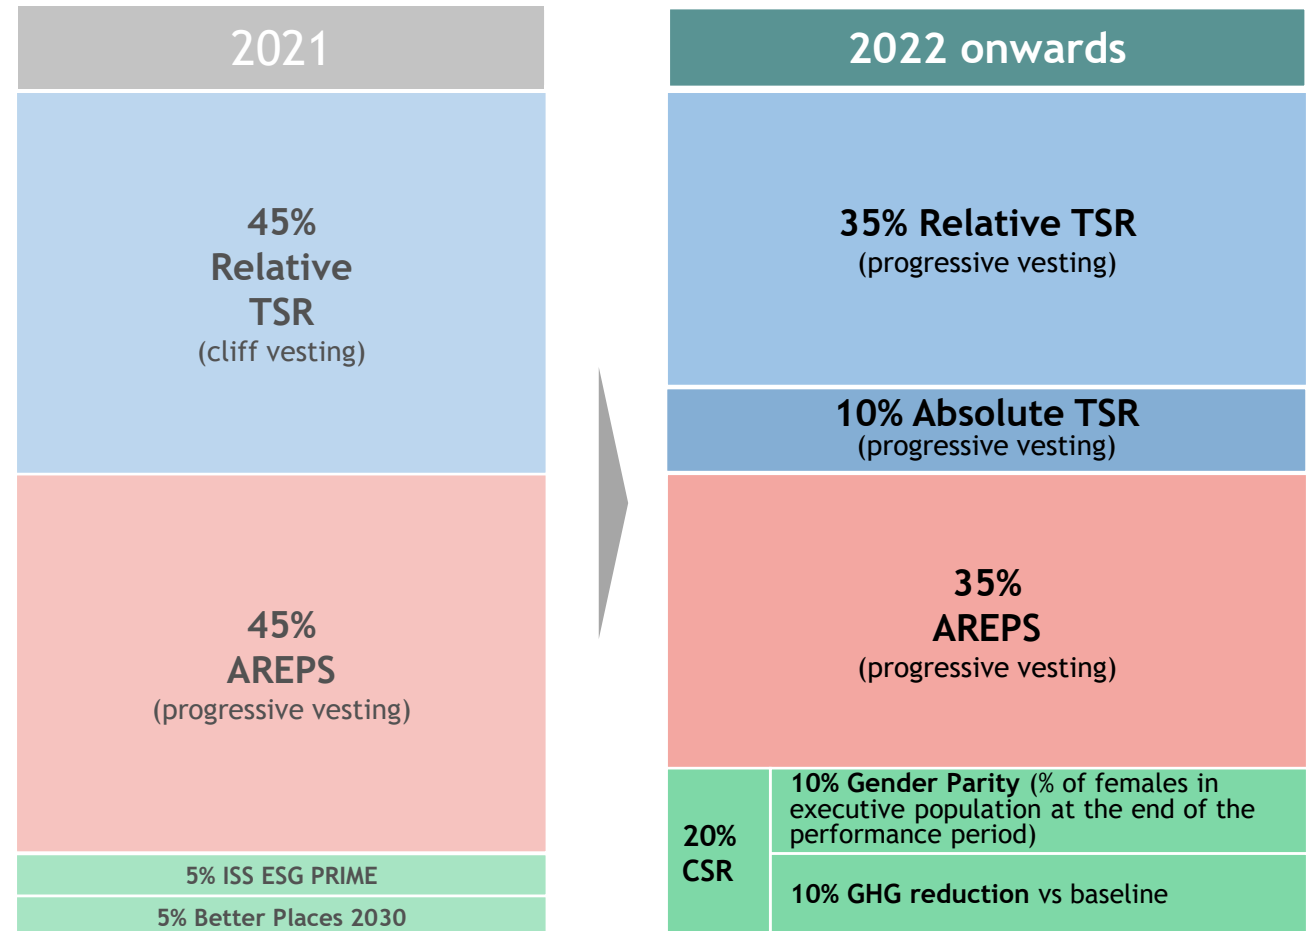 2021
45%
Relative
TSR
(cliff vesting)
45%
AREPS
(progressive vesting)
5% ISS ESG PRIME
5% Better Places 2030
2022 onwards
35% Relative TSR
(progressive vesting)
10% Absolute TSR
(progressive vesting)
35%
AREPS
(progressive vesting)
20%
CSR
10% Gender Parity (% of females in
executive population at the end of the
performance period)
10% GHG reduction vs baseline